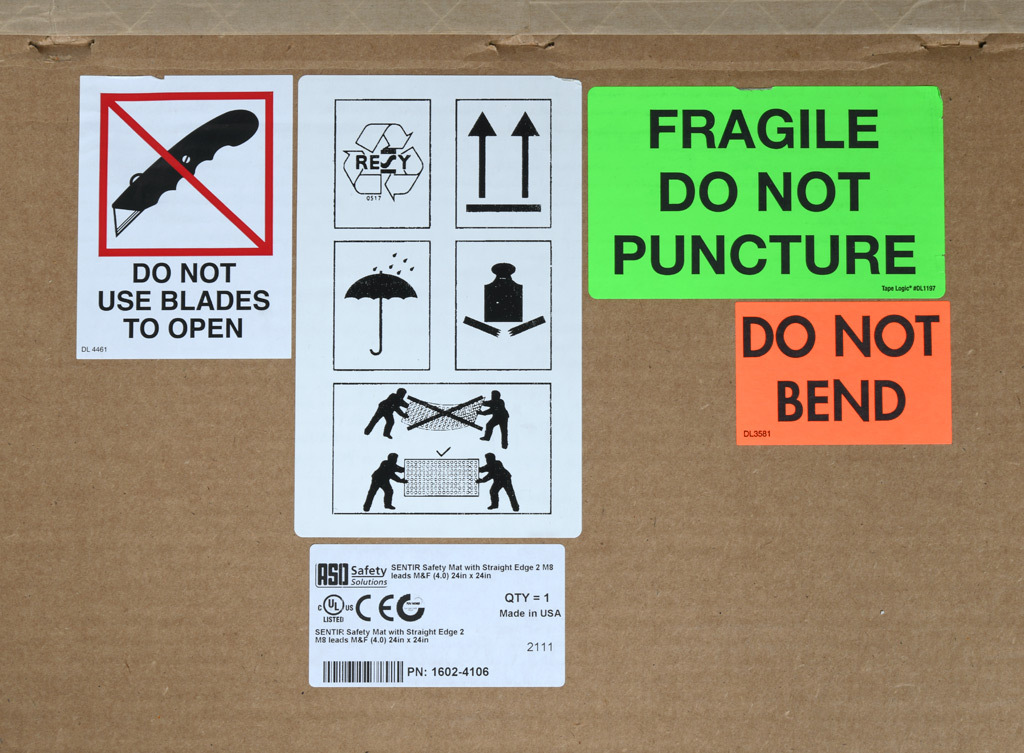 DO NOT
USE BLADES
TO OPEN
DL 4461
RESY
0517
FRAGILE
DO NOT
PUNCTURE
Tape Logic® #DL1197
DO NOT
BEND
DL3581
ASO Safety Solutions
SENTIR Safety Mat with Straight Edge 2 M8
leads M&F (4.0) 24in x 24in
C UL US
LISTED
CE
QTY = 1
Made in USA
SENTIR Safety Mat with Straight Edge 2
M8 leads M&F (4.0) 24in x 24in
2111
PN: 1602-4106